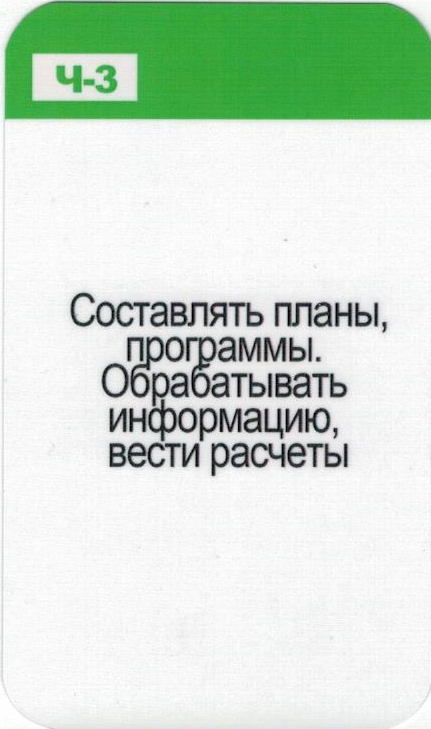 Ч-3
Составлять планы,
программы.
Обрабатывать
информацию,
вести расчеты